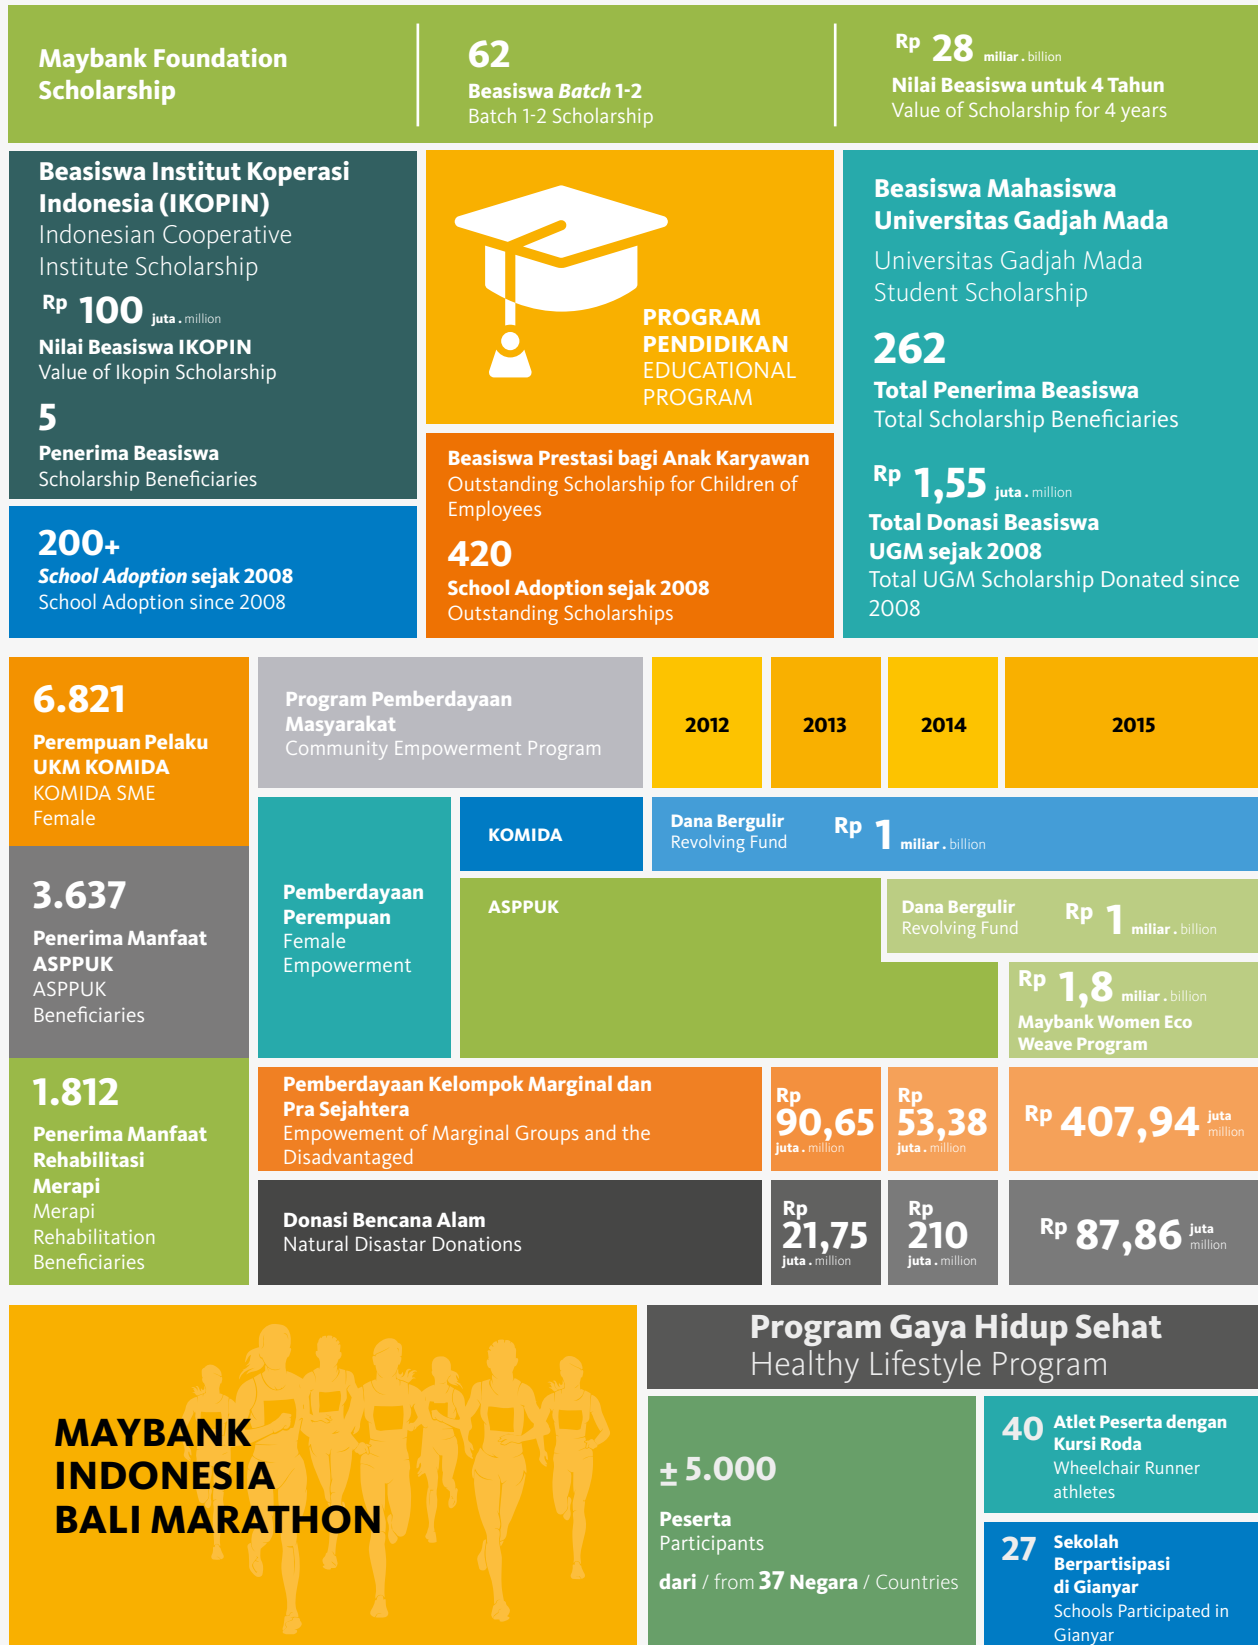 Maybank Foundation
Scholarship
62
Beasiswa Batch 1-2
Batch 1-2 Scholarship
Rp 28 miliar . billion
Nilai Beasiswa untuk 4 Tahun
Value of Scholarship for 4 years
Beasiswa Institut Koperasi
Indonesia (IKOPIN)
Indonesian Cooperative
Institute Scholarship
Rp 100 juta . million
Nilai Beasiswa IKOPIN
Value of Ikopin Scholarship
5
Penerima Beasiswa
Scholarship Beneficiaries
200+
School Adoption sejak 2008
School Adoption since 2008
PROGRAM
PENDIDIKAN
EDUCATIONAL
PROGRAM
Beasiswa Prestasi bagi Anak Karyawan
Outstanding Scholarship for Children of
Employees
420
School Adoption sejak 2008
Outstanding Scholarships
Beasiswa Mahasiswa
Universitas Gadjah Mada
Universitas Gadjah Mada
Student Scholarship
262
Total Penerima Beasiswa
Total Scholarship Beneficiaries
Rp 1,55 juta . million
Total Donasi Beasiswa
UGM sejak 2008
Total UGM Scholarship Donated since
2008
6.821
Perempuan Pelaku
UKM KOMIDA
KOMIDA SME
Female
3.637
Penerima Manfaat
ASPPUK
ASPPUK
Beneficiaries
1.812
Penerima Manfaat
Rehabilitasi
Merapi
Merapi
Rehabilitation
Beneficiaries
Program Pemberdayaan
Masyarakat
Community Empowerment Program
2012
2013
2014
2015
Pemberdayaan
Perempuan
Female
Empowerment
KOMIDA
Dana Bergulir
Revolving Fund
Rp 1 miliar . billion
ASPPUK
Dana Bergulir
Revolving Fund
Rp 1 miliar . billion
Rp 1,8 miliar . billion
Maybank Women Eco
Weave Program
Pemberdayaan Kelompok Marginal dan
Pra Sejahtera
Empowement of Marginal Groups and the
Disadvantaged
Rp
90,65
juta . million
Rp
53,38
juta . million
Rp 407,94 juta
million
Donasi Bencana Alam
Natural Disastar Donations
Rp
21,75
juta . million
Rp
210
juta . million
Rp 87,86 juta
million
MAYBANK
INDONESIA
BALI MARATHON
Program Gaya Hidup Sehat
Healthy Lifestyle Program
± 5.000
Peserta
Participants
dari / from 37 Negara / Countries
40
Atlet Peserta dengan
Kursi Roda
Wheelchair Runner
athletes
27
Sekolah
Berpartisipasi
di Gianyar
Schools Participated in
Gianyar